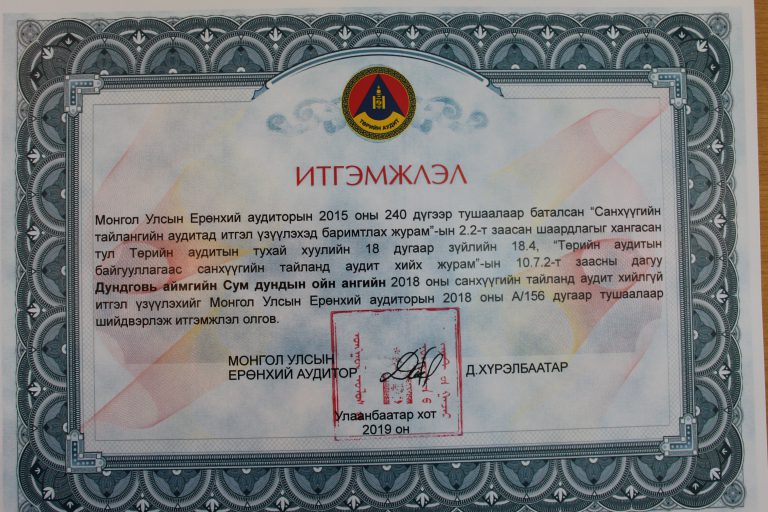 ТӨРИЙН АУДИТ
ИТГЭМЖЛЭЛ
Монгол Улсын Ерөнхий аудиторын 2015 оны 240 дүгээр тушаалаар баталсан “Санхүүгийн
тайлангийн аудитад итгэл үзүүлэхэд баримтлах журам”-ын 2.2-т заасан шаардлагыг хангасан
тул Төрийн аудитын тухай хуулийн 18 дугаар зүйлийн 18.4, “Төрийн аудитын
байгууллагаас санхүүгийн тайланд аудит хийх журам”-ын 10.7.2-т заасны дагуу
Дундговь аймгийн Сум дундын ойн ангийн 2018 оны санхүүгийн тайланд аудит хийлгүй
итгэл үзүүлэхийг Монгол Улсын Ерөнхий аудиторын 2018 оны А/156 дугаар тушаалаар
шийдвэрлэж итгэмжлэл олгов.
МОНГОЛ УЛСЫН
ЕРӨНХИЙ АУДИТОР Д.ХҮРЭЛБААТАР
Улаанбаатар хот
2019 он